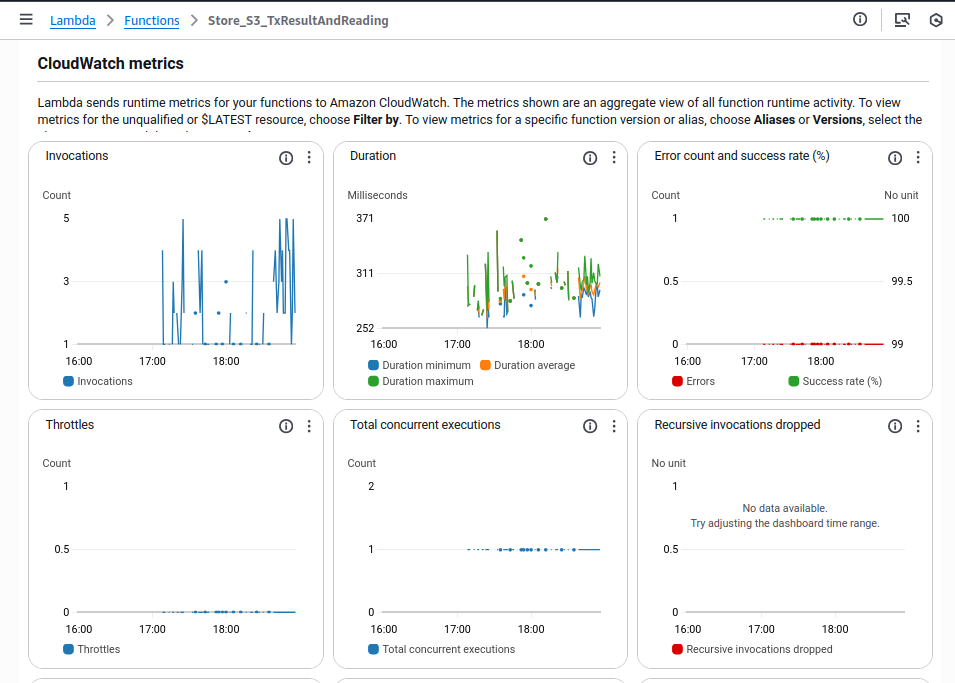 Lambda > Functions > Store_S3_TxResultAndReading
CloudWatch metrics
Lambda sends runtime metrics for your functions to Amazon CloudWatch. The metrics shown are an aggregate view of all function runtime activity. To view
metrics for the unqualified or $LATEST resource, choose Filter by. To view metrics for a specific function version or alias, choose Aliases or Versions, select the
Invocations
Count
5
3
1
16:00 17:00 18:00
Invocations
Duration
Milliseconds
371
311
252
16:00 17:00 18:00
Duration minimum Duration average
Duration maximum
Error count and success rate (%)
Count No unit
1 100
0.5 99.5
0 99
16:00 17:00 18:00
Errors Success rate (%)
Throttles
Count
1
0.5
0
16:00 17:00 18:00
Throttles
Total concurrent executions
Count
2
1
0
16:00 17:00 18:00
Total concurrent executions
Recursive invocations dropped
No unit
1
No data available.
Try adjusting the dashboard time range.
0.5
0
16:00 17:00 18:00
Recursive invocations dropped